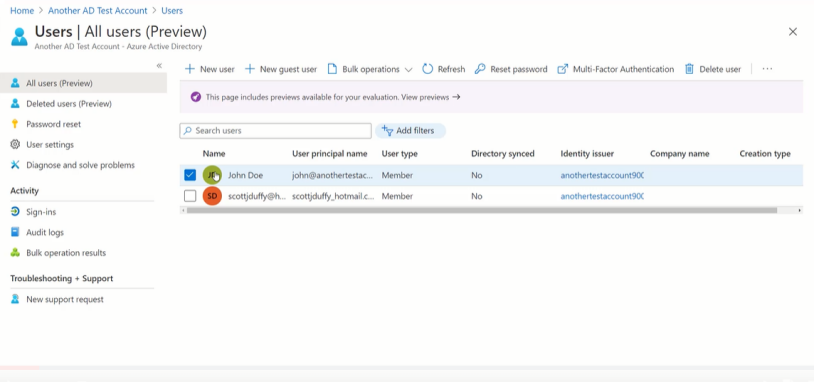 Home > Another AD Test Account > Users
Users | All users (Preview)
Another AD Test Account - Azure Active Directory
All users (Preview)
Deleted users (Preview)
Password reset
User settings
Diagnose and solve problems
Activity
Sign-ins
Audit logs
Bulk operation results
Troubleshooting + Support
New support request
New user New guest user Bulk operations Refresh Reset password Multi-Factor Authentication Delete user ...
This page includes previews available for your evaluation. View previews →
Search users Add filters
Name User principal name User type Directory synced Identity issuer Company name Creation type
John Doe john@anothertestac... Member No anothertestaccount90
SD scottjduffy@h... scottjduffy_hotmail.c... Member No anothertestaccount90